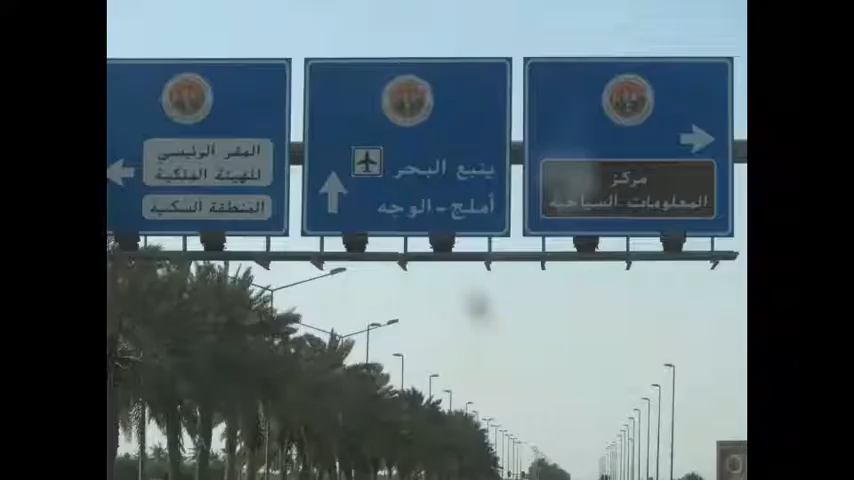 مركز
المعلومات السياحية
ينبع البحر
أملج-الوجه
المقر الرئيسي
للهيئة الملكية
المنطقة السكنية